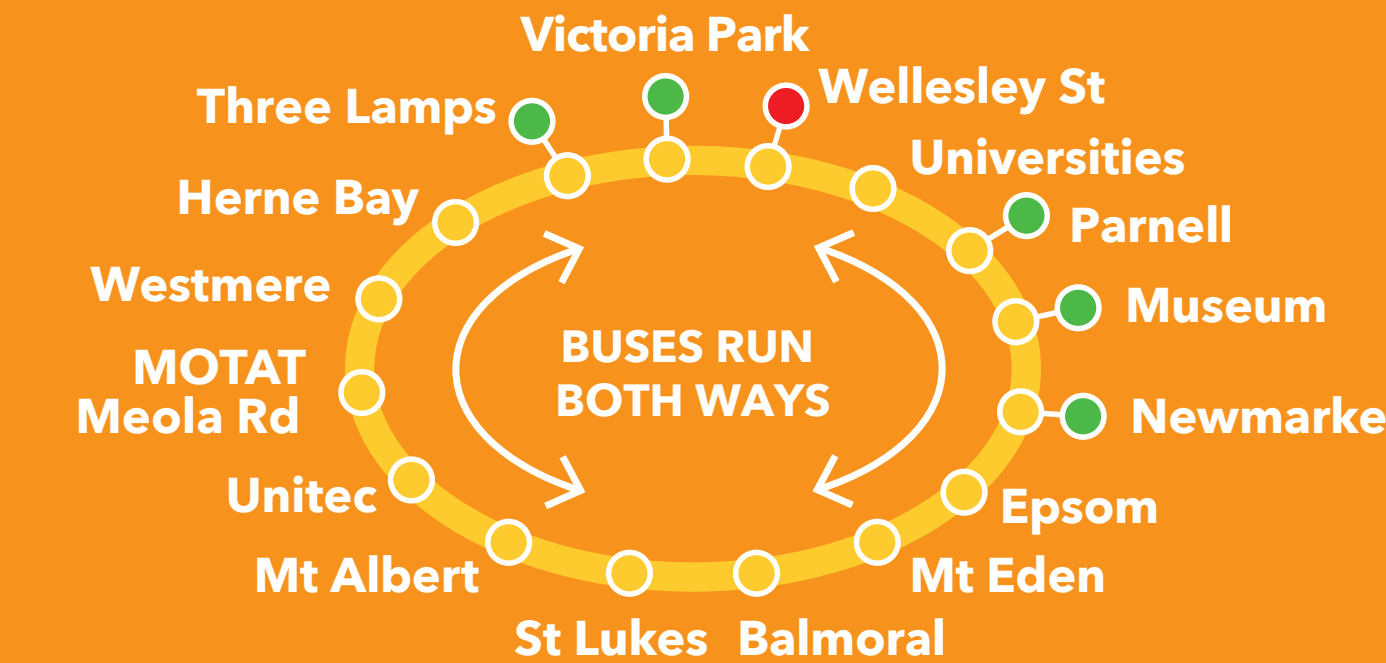 Victoria Park
Wellesley St
Three Lamps
Universities
Herne Bay
Parnell
Westmere
Museum
BUSES RUN
BOTH WAYS
MOTAT
Meola Rd
Newmarke
Unitec
Epsom
Mt Albert
Mt Eden
St Lukes
Balmoral